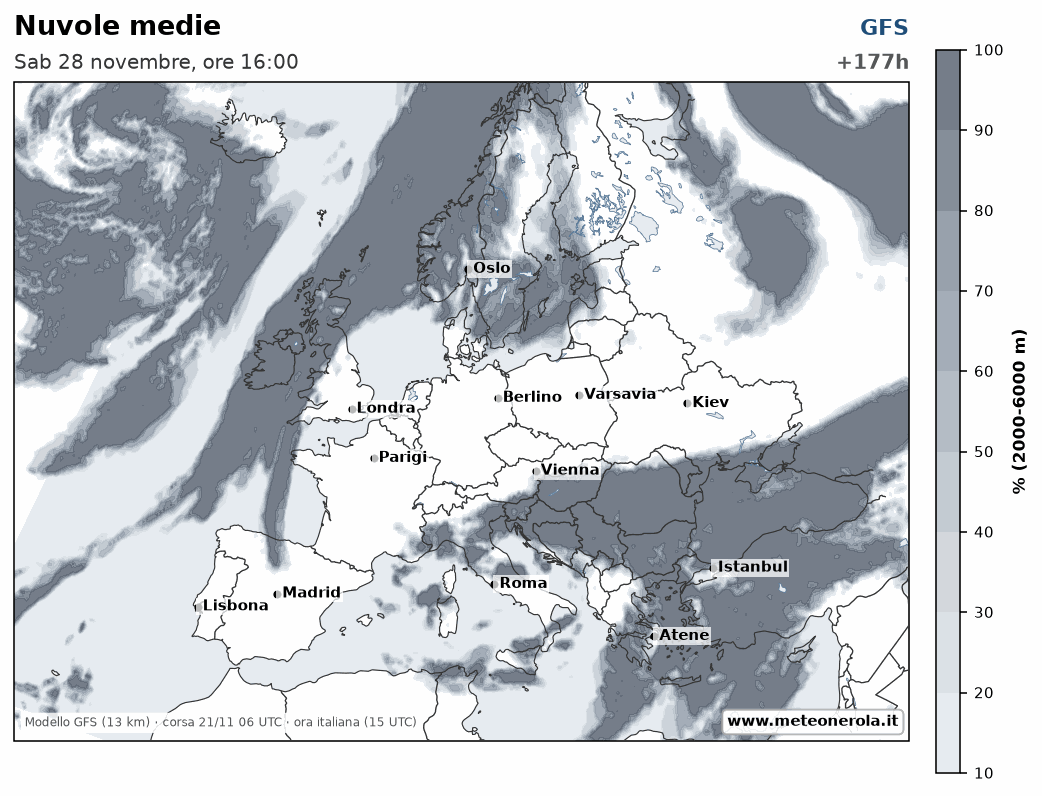 Nuvole medie
GFS
Sab 28 novembre, ore 16:00
+177h
100
90
80
70
60
50
40
30
20
10
% (2000-6000 m)
Oslo
Londra
Berlino
Varsavia
Kiev
Parigi
Vienna
Istanbul
Roma
Madrid
Lisbona
Atene
Modello GFS (13 km) · corsa 21/11 06 UTC · ora italiana (15 UTC)
www.meteonerola.it